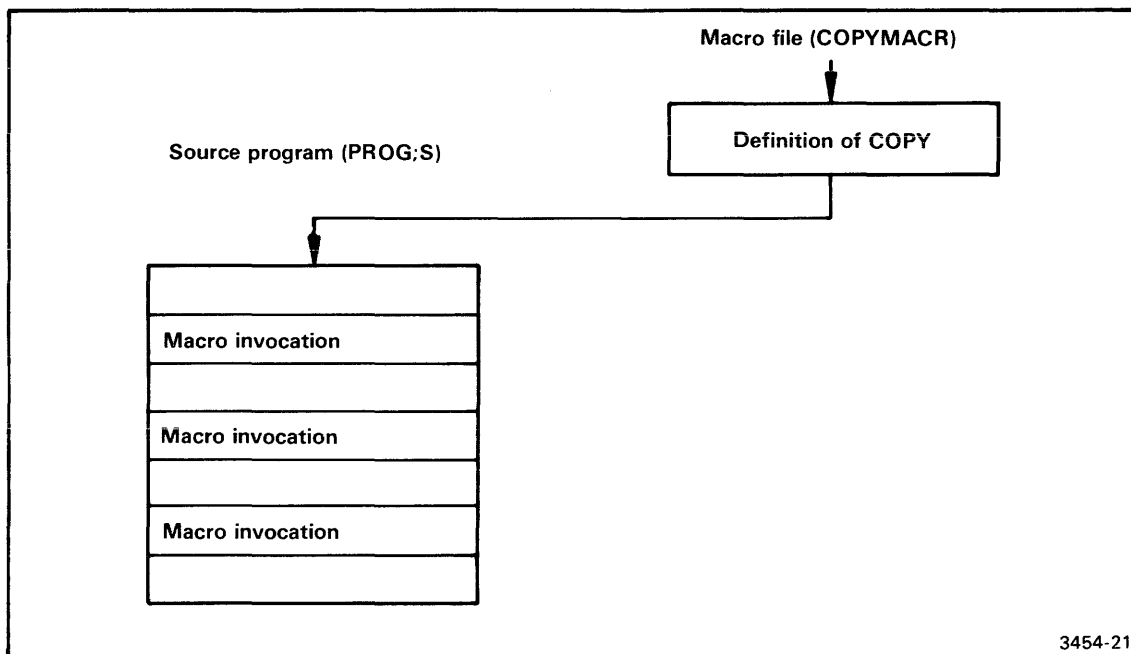 Macro file (COPYMACR)
Definition of COPY
Source program (PROG;S)
Macro invocation
Macro invocation
Macro invocation
3454-21